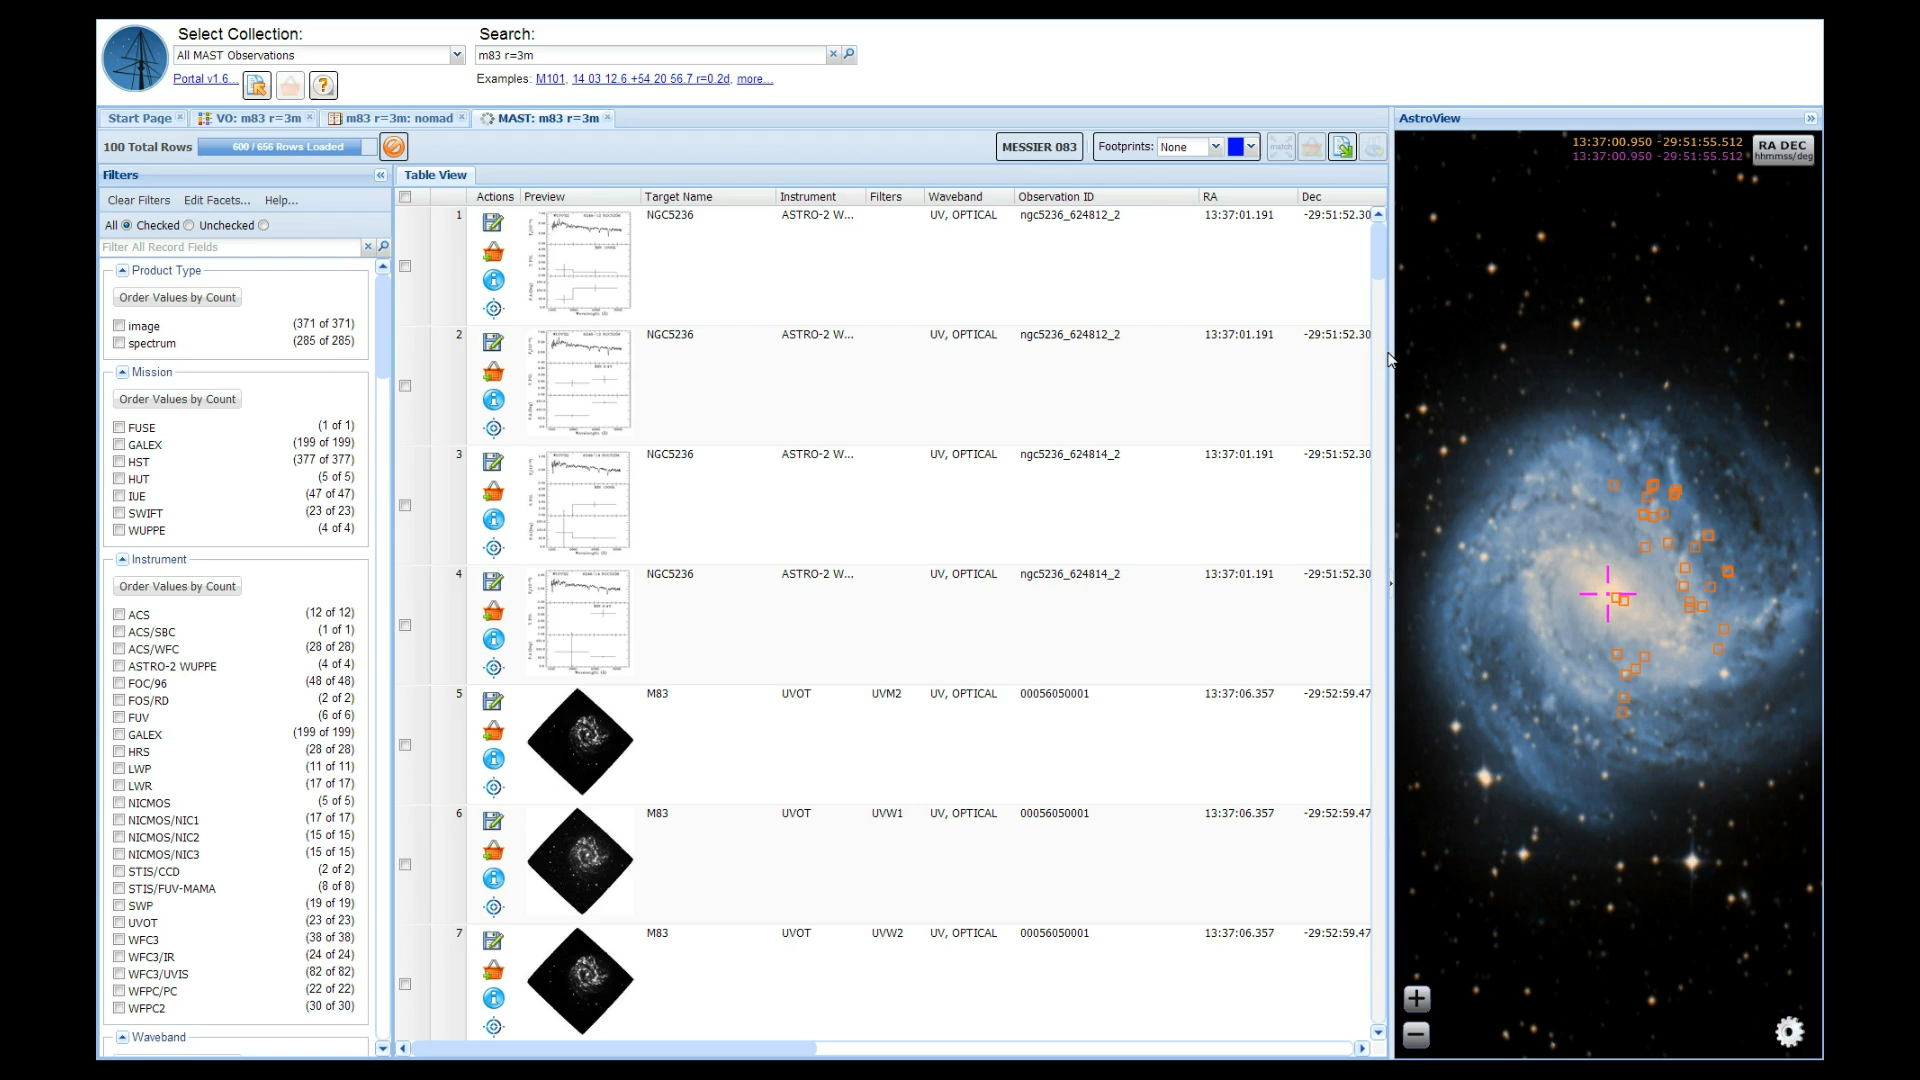 Select Collection:
Search:
All MAST Observations
m83 r=3m
Portal v1.6...
Examples: M101, 14 03 12.6 +54 20 56.7 r=0.2d, more...
Start Page
VO: m83 r=3m
m83 r=3m: nomad
MAST: m83 r=3m
AstroView
100 Total Rows
600 / 656 Rows Loaded
MESSIER 083
Footprints: None
match
13:37:00.950 -29:51:55.512
13:37:00.950 -29:51:55.512
RA DEC
hhmmss/deg
Filters
Table View
Clear Filters Edit Facets... Help...
All Checked Unchecked
Filter All Record Fields
Product Type
Order Values by Count
image (371 of 371)
spectrum (285 of 285)
Mission
Order Values by Count
FUSE (1 of 1)
GALEX (199 of 199)
HST (377 of 377)
HUT (5 of 5)
IUE (47 of 47)
SWIFT (23 of 23)
WUPPE (4 of 4)
Instrument
Order Values by Count
ACS (12 of 12)
ACS/SBC (1 of 1)
ACS/WFC (28 of 28)
ASTRO-2 WUPPE (4 of 4)
FOC/96 (48 of 48)
FOS/RD (2 of 2)
FUV (6 of 6)
GALEX (199 of 199)
HRS (28 of 28)
LWP (11 of 11)
LWR (17 of 17)
NICMOS (5 of 5)
NICMOS/NIC1 (17 of 17)
NICMOS/NIC2 (15 of 15)
NICMOS/NIC3 (15 of 15)
STIS/CCD (2 of 2)
STIS/FUV-MAMA (8 of 8)
SWP (19 of 19)
UVOT (23 of 23)
WFC3 (38 of 38)
WFC3/IR (24 of 24)
WFC3/UVIS (82 of 82)
WFPC/PC (22 of 22)
WFPC2 (30 of 30)
Waveband
Actions Preview Target Name Instrument Filters Waveband Observation ID RA Dec
1 NGC5236 ASTRO-2 W... UV, OPTICAL ngc5236_624812_2 13:37:01.191 -29:51:52.30
2 NGC5236 ASTRO-2 W... UV, OPTICAL ngc5236_624812_2 13:37:01.191 -29:51:52.30
3 NGC5236 ASTRO-2 W... UV, OPTICAL ngc5236_624814_2 13:37:01.191 -29:51:52.30
4 NGC5236 ASTRO-2 W... UV, OPTICAL ngc5236_624814_2 13:37:01.191 -29:51:52.30
5 M83 UVOT UVM2 UV, OPTICAL 00056050001 13:37:06.357 -29:52:59.47
6 M83 UVOT UVW1 UV, OPTICAL 00056050001 13:37:06.357 -29:52:59.47
7 M83 UVOT UVW2 UV, OPTICAL 00056050001 13:37:06.357 -29:52:59.47